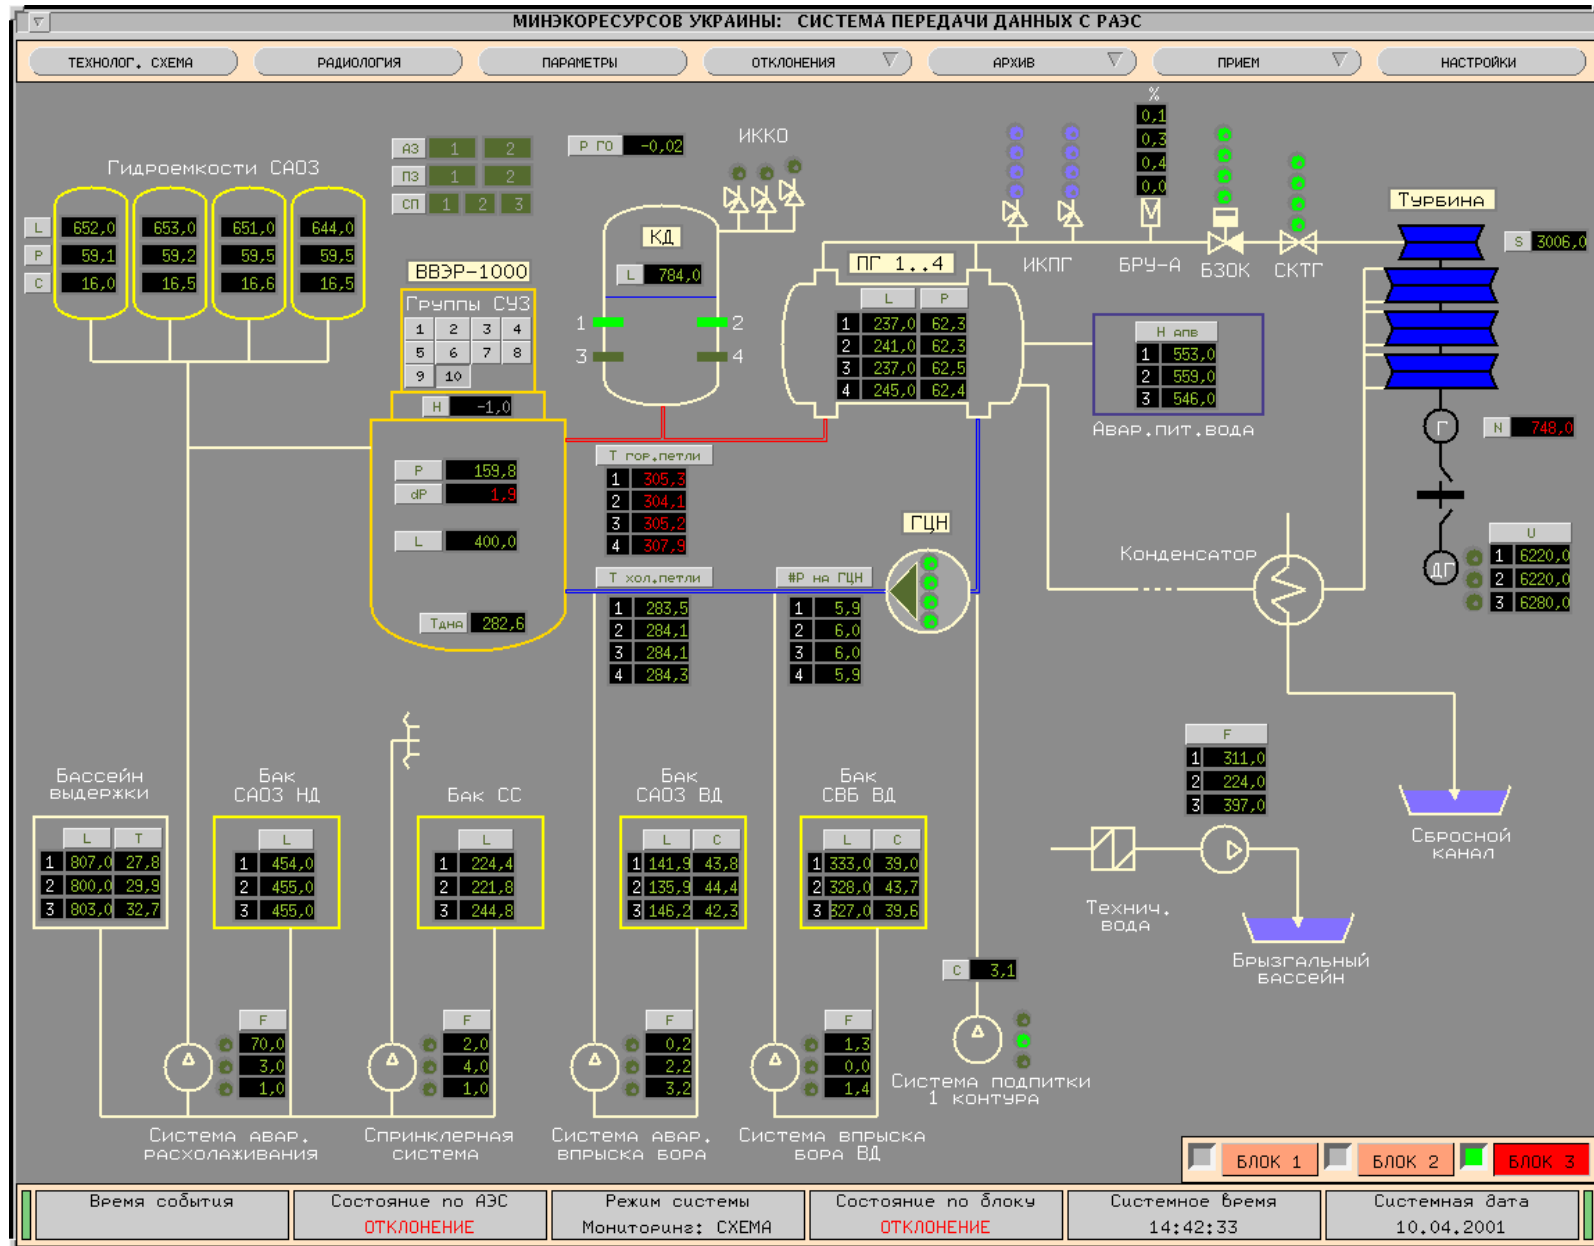 МИНЭКОРЕСУРСОВ УКРАИНЫ: СИСТЕМА ПЕРЕДАЧИ ДАННЫХ С РАЭС
ТЕХНОЛОГ. СХЕМА РАДИОЛОГИЯ ПАРАМЕТРЫ ОТКЛОНЕНИЯ АРХИВ ПРИЕМ НАСТРОЙКИ
Гидроемкости САОЗ
L 652,0 653,0 651,0 644,0
P 59,1 59,2 59,5 59,5
C 16,0 16,5 16,6 16,5
АЗ 1 2
ПЗ 1 2
СП 1 2 3
Р ГО -0,02
ИККО
КД
L 784,0
1 2
3 4
ВВЭР-1000
Группы СУЗ
1 2 3 4
5 6 7 8
9 10
H -1,0
P 159,8
dP 1,9
L 400,0
Тдна 282,6
ПГ 1..4
L P
1 237,0 62,3
2 241,0 62,3
3 237,0 62,5
4 245,0 62,4
ИКПГ
%
0,1
0,3
0,4
0,0
БРУ-А
БЗОК
СКТГ
Турбина
S 3006,0
Н апв
1 553,0
2 559,0
3 546,0
Авар.пит.вода
Г
N 748,0
ДГ
U
1 6220,0
2 6220,0
3 6280,0
Т гор.петли
1 305,3
2 304,1
3 305,2
4 307,9
Т хол.петли
1 283,5
2 284,1
3 284,1
4 284,3
#Р на ГЦН
1 5,9
2 6,0
3 6,0
4 5,9
ГЦН
Конденсатор
F
1 311,0
2 224,0
3 397,0
Сбросной
канал
Технич.
вода
Брызгальный
бассейн
Бассейн
выдержки
L T
1 807,0 27,8
2 800,0 29,9
3 803,0 32,7
Бак
САОЗ НД
L
1 454,0
2 455,0
3 455,0
Бак СС
L
1 224,4
2 221,8
3 244,8
Бак
САОЗ ВД
L C
1 141,9 43,8
2 135,9 44,4
3 146,2 42,3
Бак
СВБ ВД
L C
1 333,0 39,0
2 328,0 43,7
3 327,0 39,6
F
70,0
3,0
1,0
Система авар.
расхолаживания
F
2,0
4,0
1,0
Спринклерная
система
F
0,2
2,2
3,2
Система авар.
впрыска бора
F
1,3
0,0
1,4
Система впрыска
бора ВД
C 3,1
Система подпитки
1 контура
БЛОК 1 БЛОК 2 БЛОК 3
Время события Состояние по АЭС Режим системы Состояние по блоку Системное время Системная дата
ОТКЛОНЕНИЕ Мониторинг: СХЕМА ОТКЛОНЕНИЕ 14:42:33 10.04.2001